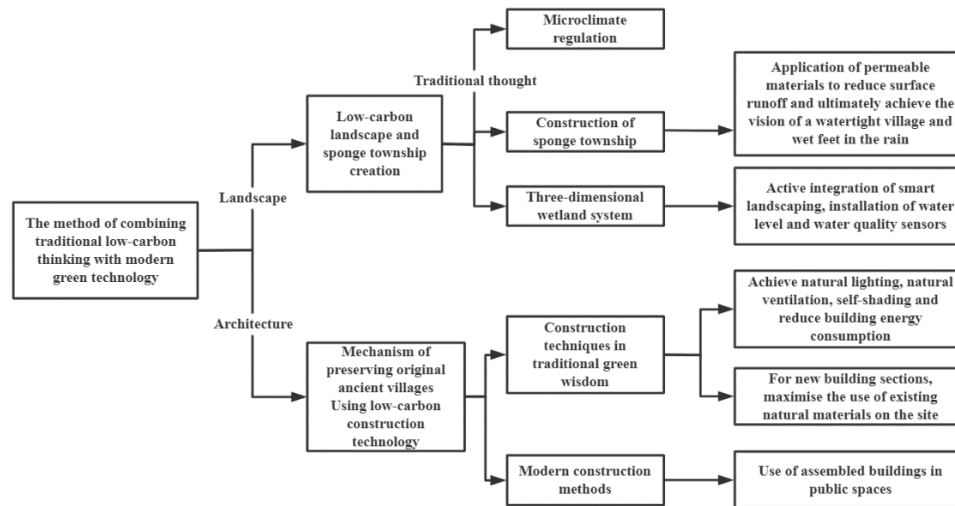 The method of combining
traditional low-carbon
thinking with modern
green technology
Landscape
Architecture
Low-carbon
landscape and
sponge township
creation
Traditional thought
Microclimate
regulation
Construction of
sponge township
Application of permeable
materials to reduce surface
runoff and ultimately achieve the
vision of a watertight village and
wet feet in the rain
Three-dimensional
wetland system
Active integration of smart
landscaping, installation of water
level and water quality sensors
Mechanism of
preserving original
ancient villages
Using low-carbon
construction
technology
Construction
techniques in
traditional green
wisdom
Achieve natural lighting, natural
ventilation, self-shading and
reduce building energy
consumption
For new building sections,
maximise the use of existing
natural materials on the site
Modern construction
methods
Use of assembled buildings in
public spaces